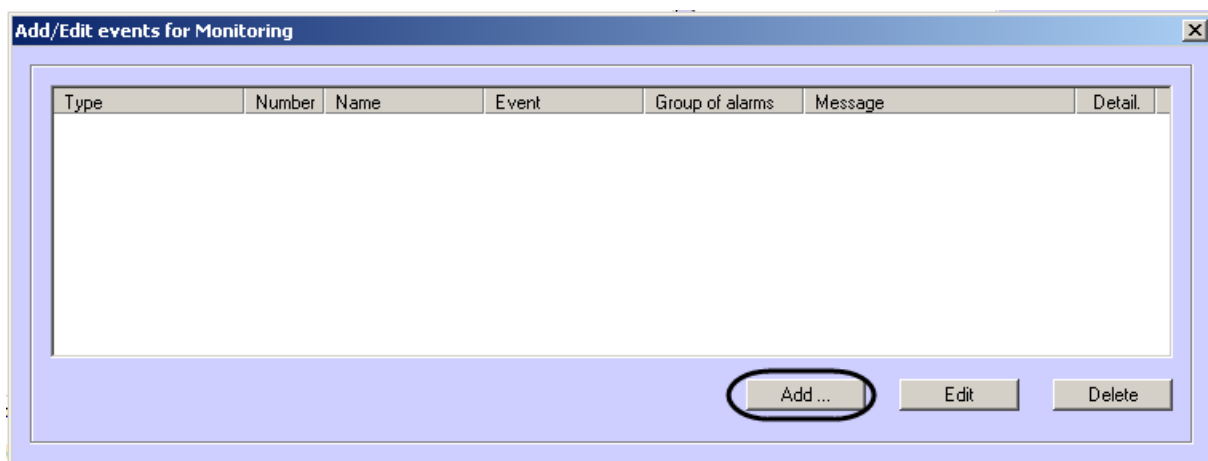 Add/Edit events for Monitoring
Type Number Name Event Group of alarms Message Detail.
Add ... Edit Delete